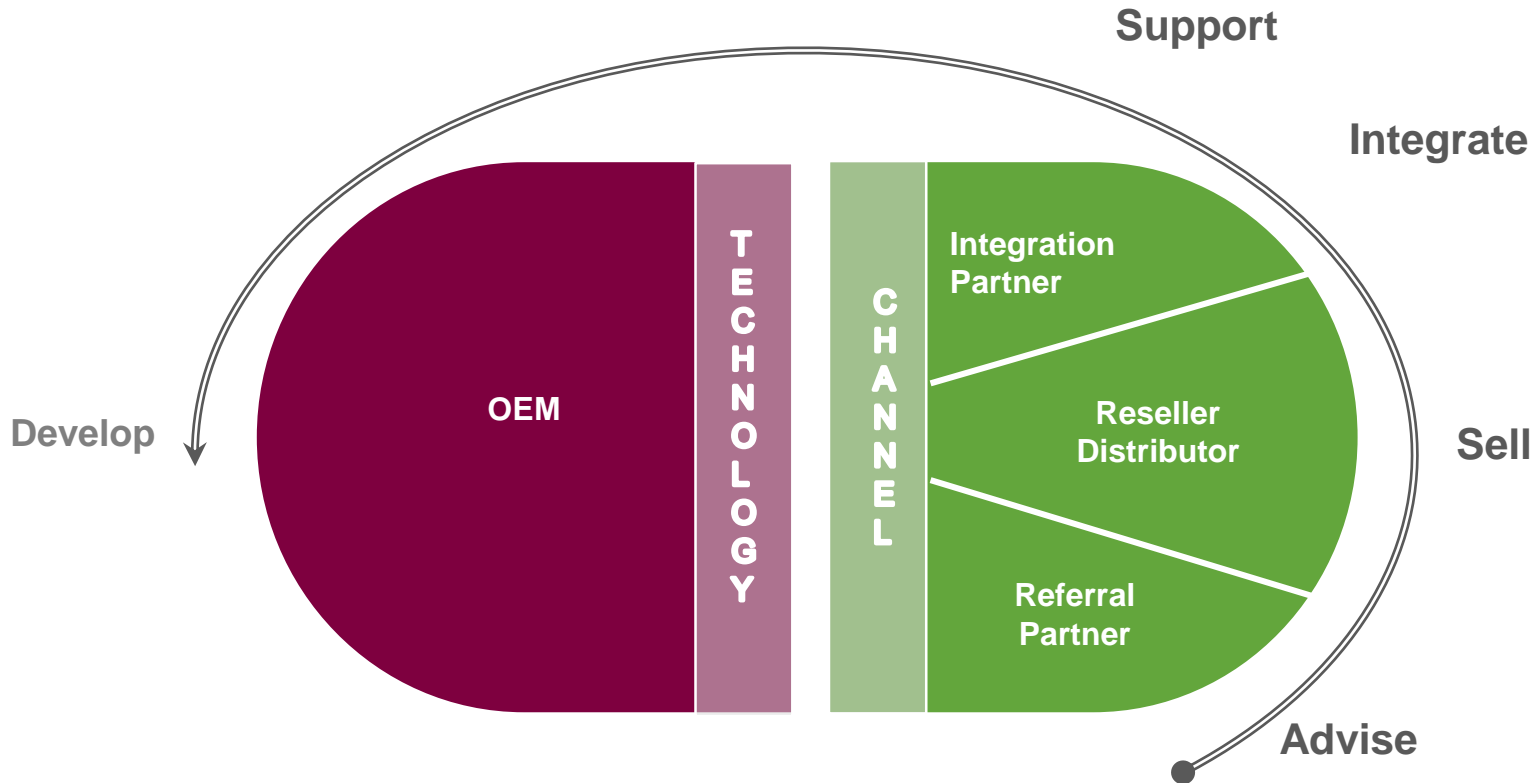 Support
Integrate
TECHNOLOGY
CHANNEL
Integration
Partner
OEM
Reseller
Distributor
Develop
Sell
Referral
Partner
Advise